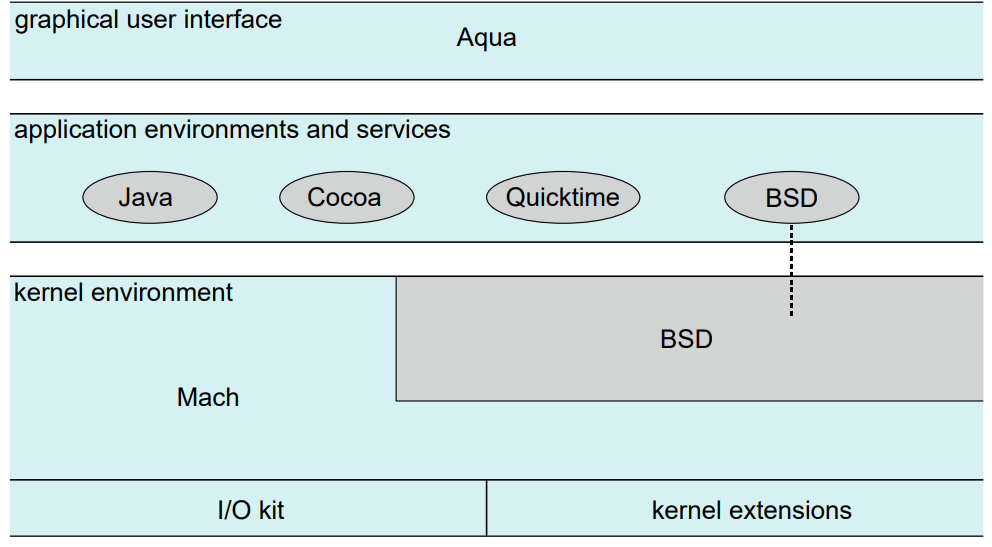 graphical user interface
Aqua
application environments and services
Java
Cocoa
Quicktime
BSD
kernel environment
BSD
Mach
I/O kit
kernel extensions